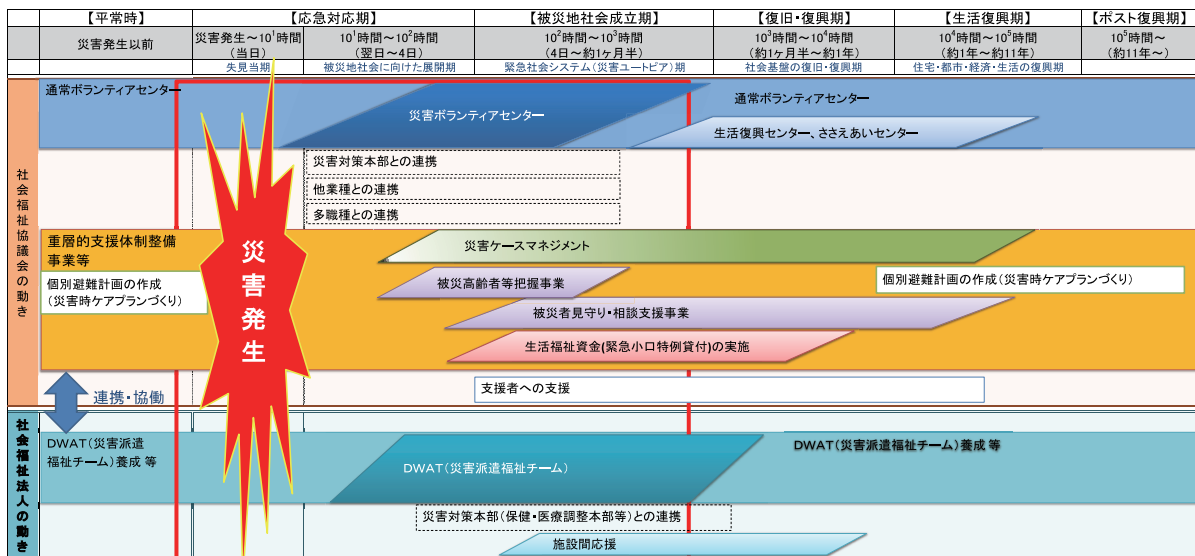 【平常時】
【応急対応期】
【被災地社会成立期】
【復旧・復興期】
【生活復興期】
【ポスト復興期】
災害発生以前
災害発生～10¹時間
(当日)
10¹時間～10²時間
(翌日～4日)
10²時間～10³時間
(4日～約1ヶ月半)
10³時間～10⁴時間
(約1ヶ月半～約1年)
10⁴時間～10⁵時間
(約1年～約11年)
10⁵時間～
(約11年～)
失見当期
被災地社会に向けた展開期
緊急社会システム(災害ユートピア)期
社会基盤の復旧・復興期
住宅・都市・経済・生活の復興期
社会福祉協議会の動き
通常ボランティアセンター
災害ボランティアセンター
通常ボランティアセンター
生活復興センター、ささえあいセンター
災害対策本部との連携
他業種との連携
多職種との連携
災害発生
重層的支援体制整備
事業等
災害ケースマネジメント
個別避難計画の作成
(災害時ケアプランづくり)
被災高齢者等把握事業
個別避難計画の作成(災害時ケアプランづくり)
被災者見守り・相談支援事業
生活福祉資金(緊急小口特例貸付)の実施
支援者への支援
連携・協働
社会福祉法人の動き
DWAT(災害派遣
福祉チーム)養成 等
DWAT(災害派遣福祉チーム)
DWAT(災害派遣福祉チーム)養成 等
災害対策本部(保健・医療調整本部等)との連携
施設間応援